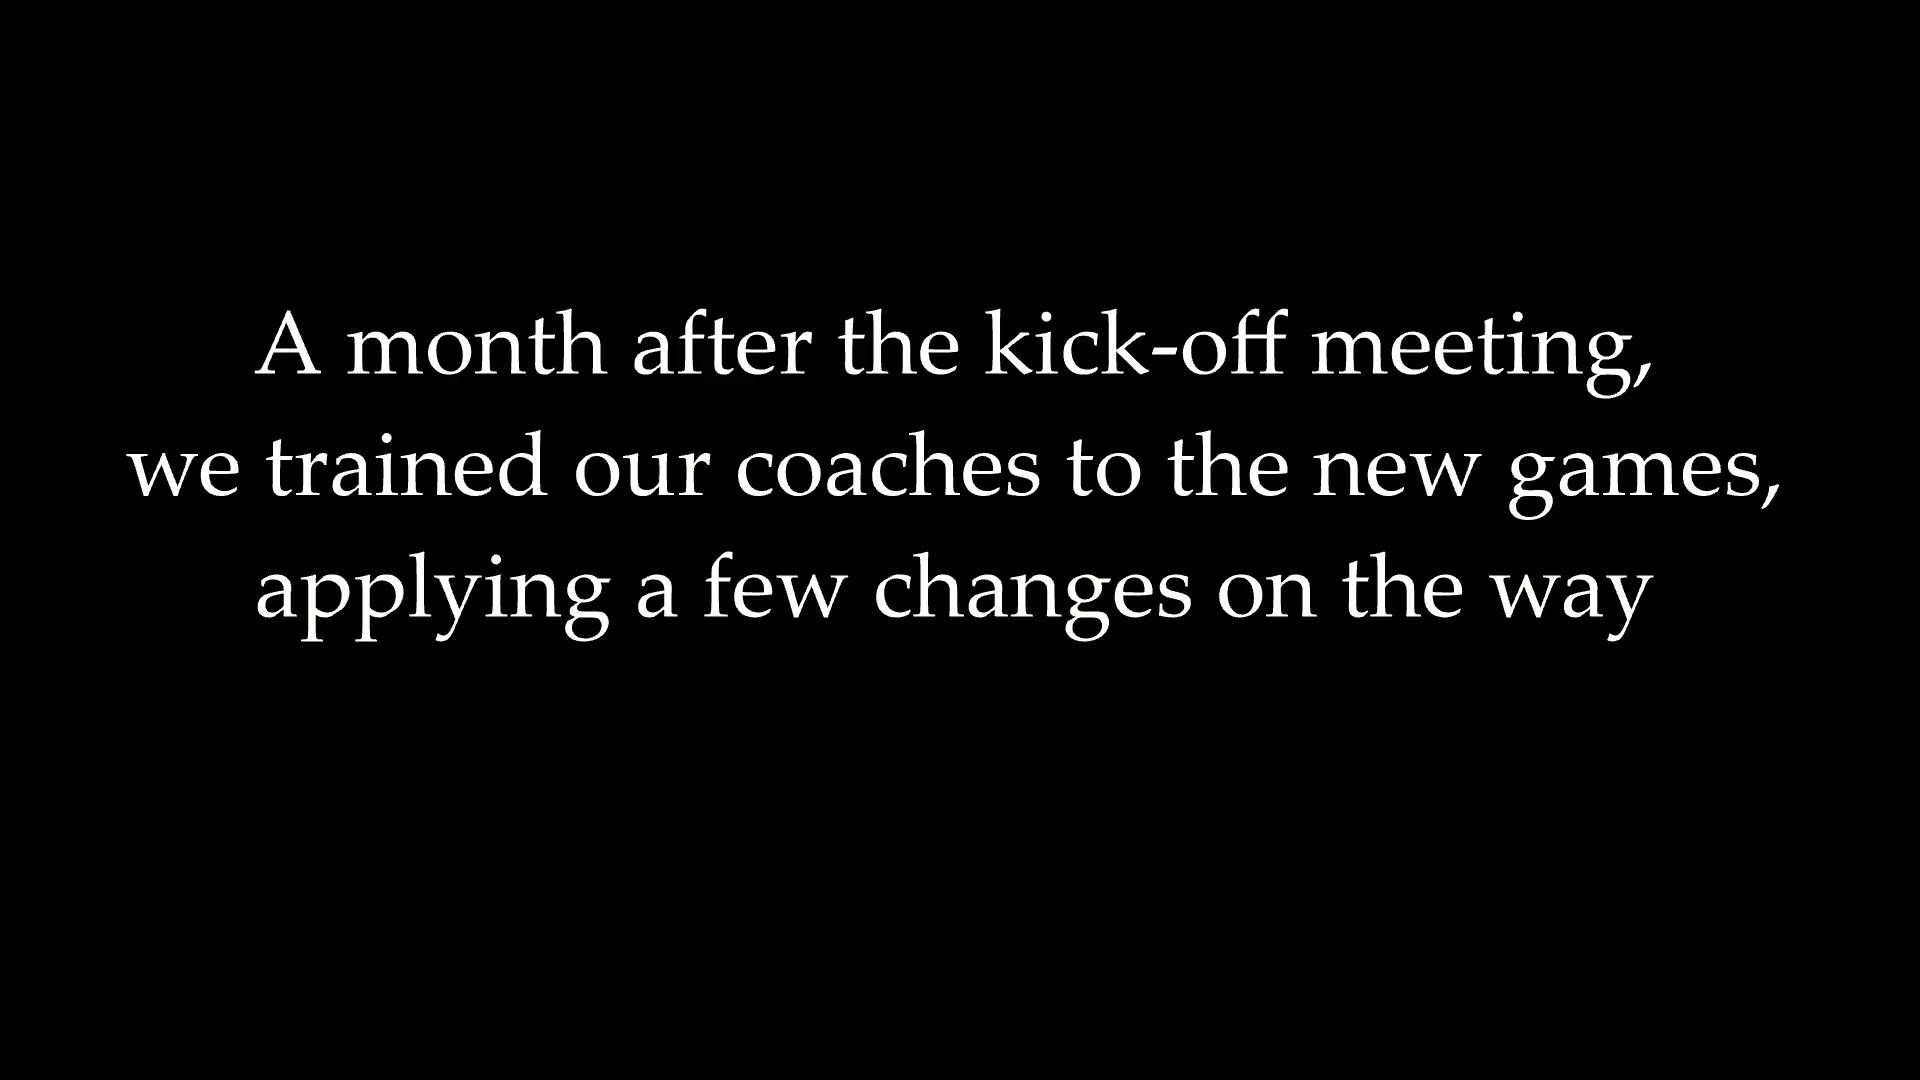 A month after the kick-off meeting,
we trained our coaches to the new games,
applying a few changes on the way